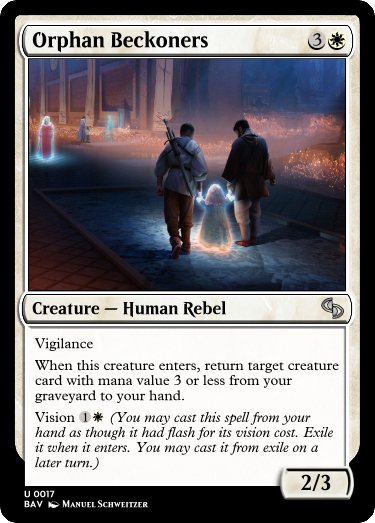 Orphan Beckoners 3
Creature — Human Rebel
Vigilance
When this creature enters, return target creature
card with mana value 3 or less from your
graveyard to your hand.
Vision 1 (You may cast this spell from your
hand as though it had flash for its vision cost. Exile
it when it enters. You may cast it from exile on a
later turn.)
2/3
U 0017
BAV Manuel Schweitzer